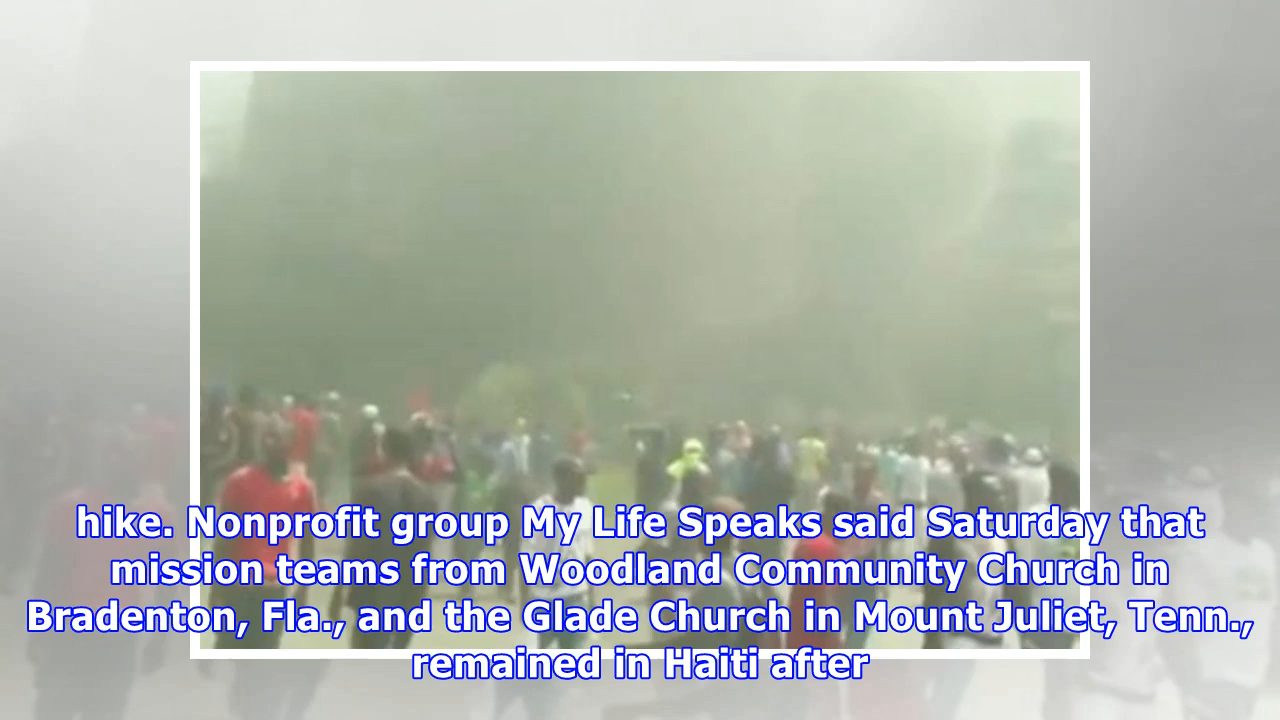 hike. Nonprofit group My Life Speaks said Saturday that
mission teams from Woodland Community Church in
Bradenton, Fla., and the Glade Church in Mount Juliet, Tenn.,
remained in Haiti after